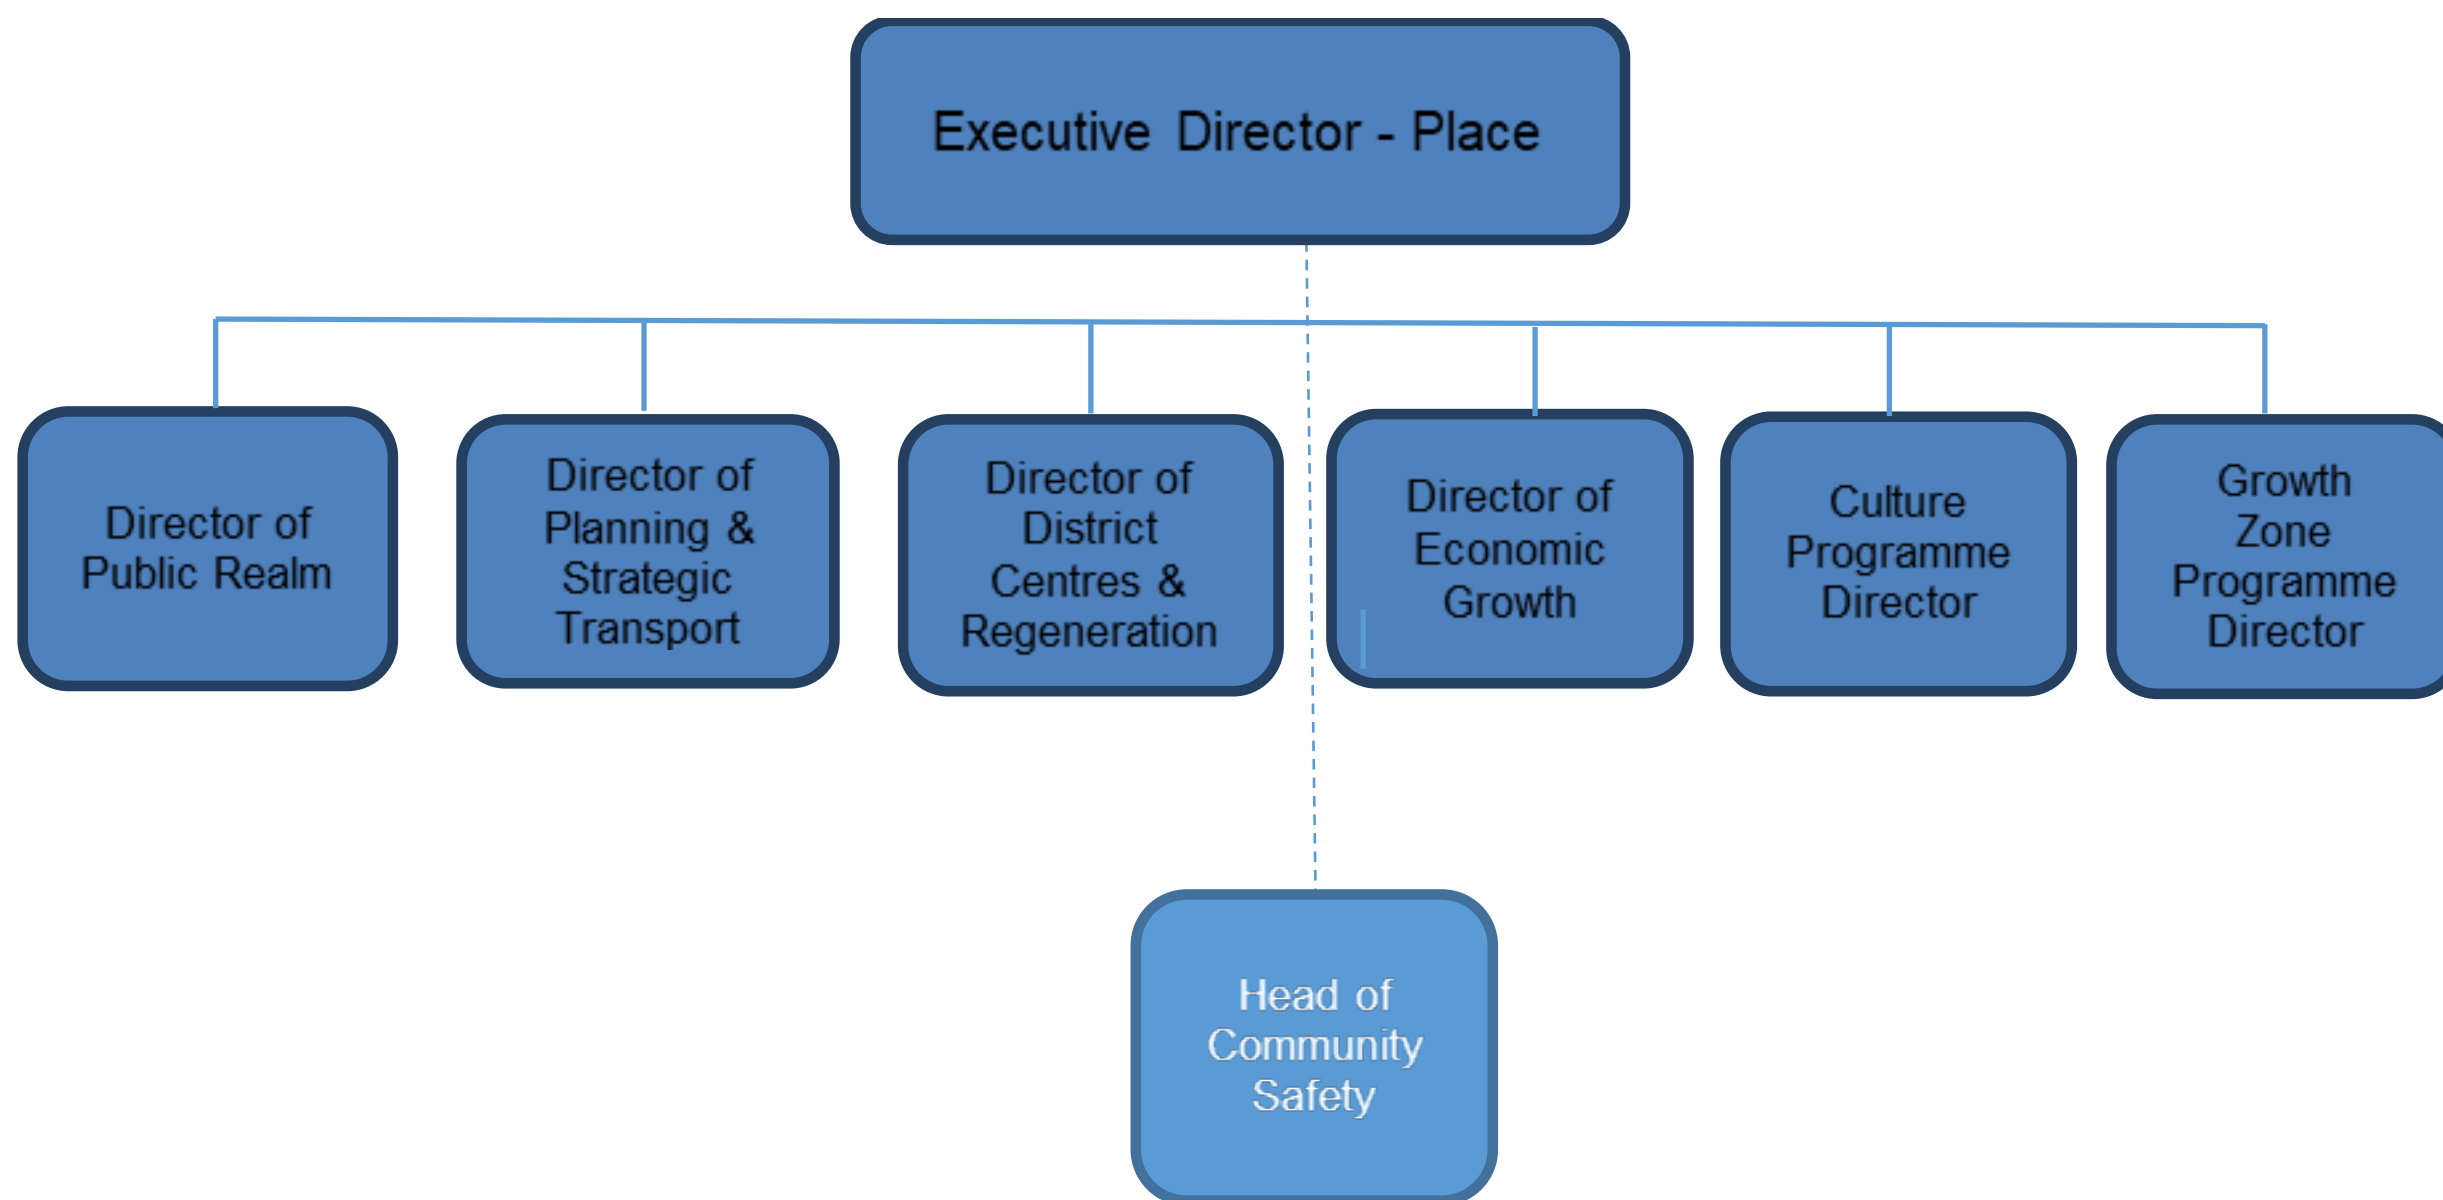 Executive Director - Place
Director of
Public Realm
Director of
Planning &
Strategic
Transport
Director of
District
Centres &
Regeneration
Director of
Economic
Growth
Culture
Programme
Director
Growth
Zone
Programme
Director
Head of
Community
Safety